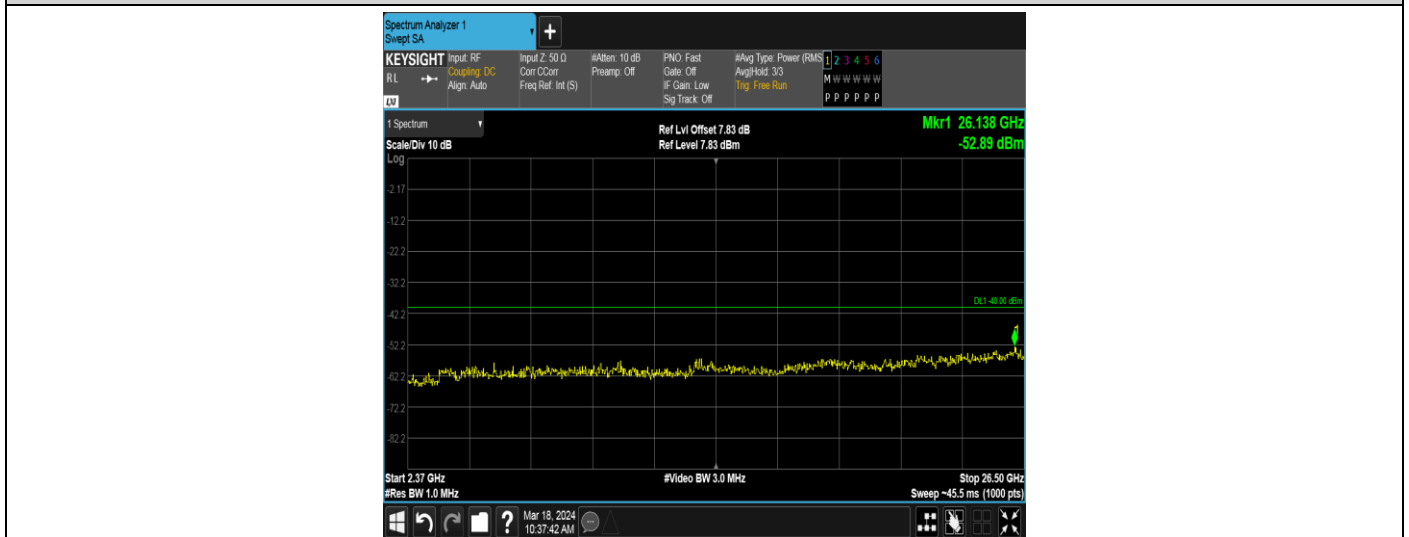 Spectrum Analyzer 1
Swept SA
+
KEYSIGHT
RL
LXI
Input: RF
Coupling: DC
Align: Auto
Input Z: 50 Ω
Corr CCorr
Freq Ref: Int (S)
#Atten: 10 dB
Preamp: Off
PNO: Fast
Gate: Off
IF Gain: Low
Sig Track: Off
#Avg Type: Power (RMS
Avg|Hold: 3/3
Trig: Free Run
1 2 3 4 5 6
M W W W W W
P P P P P P
1 Spectrum
Scale/Div 10 dB
Ref Lvl Offset 7.83 dB
Ref Level 7.83 dBm
Mkr1 26.138 GHz
-52.89 dBm
Log
-2.17
-12.2
-22.2
-32.2
DL1 -40.00 dBm
-42.2
1
-52.2
-62.2
-72.2
-82.2
Start 2.37 GHz
#Video BW 3.0 MHz
Stop 26.50 GHz
#Res BW 1.0 MHz
Sweep ~45.5 ms (1000 pts)
?
Mar 18, 2024
10:37:42 AM